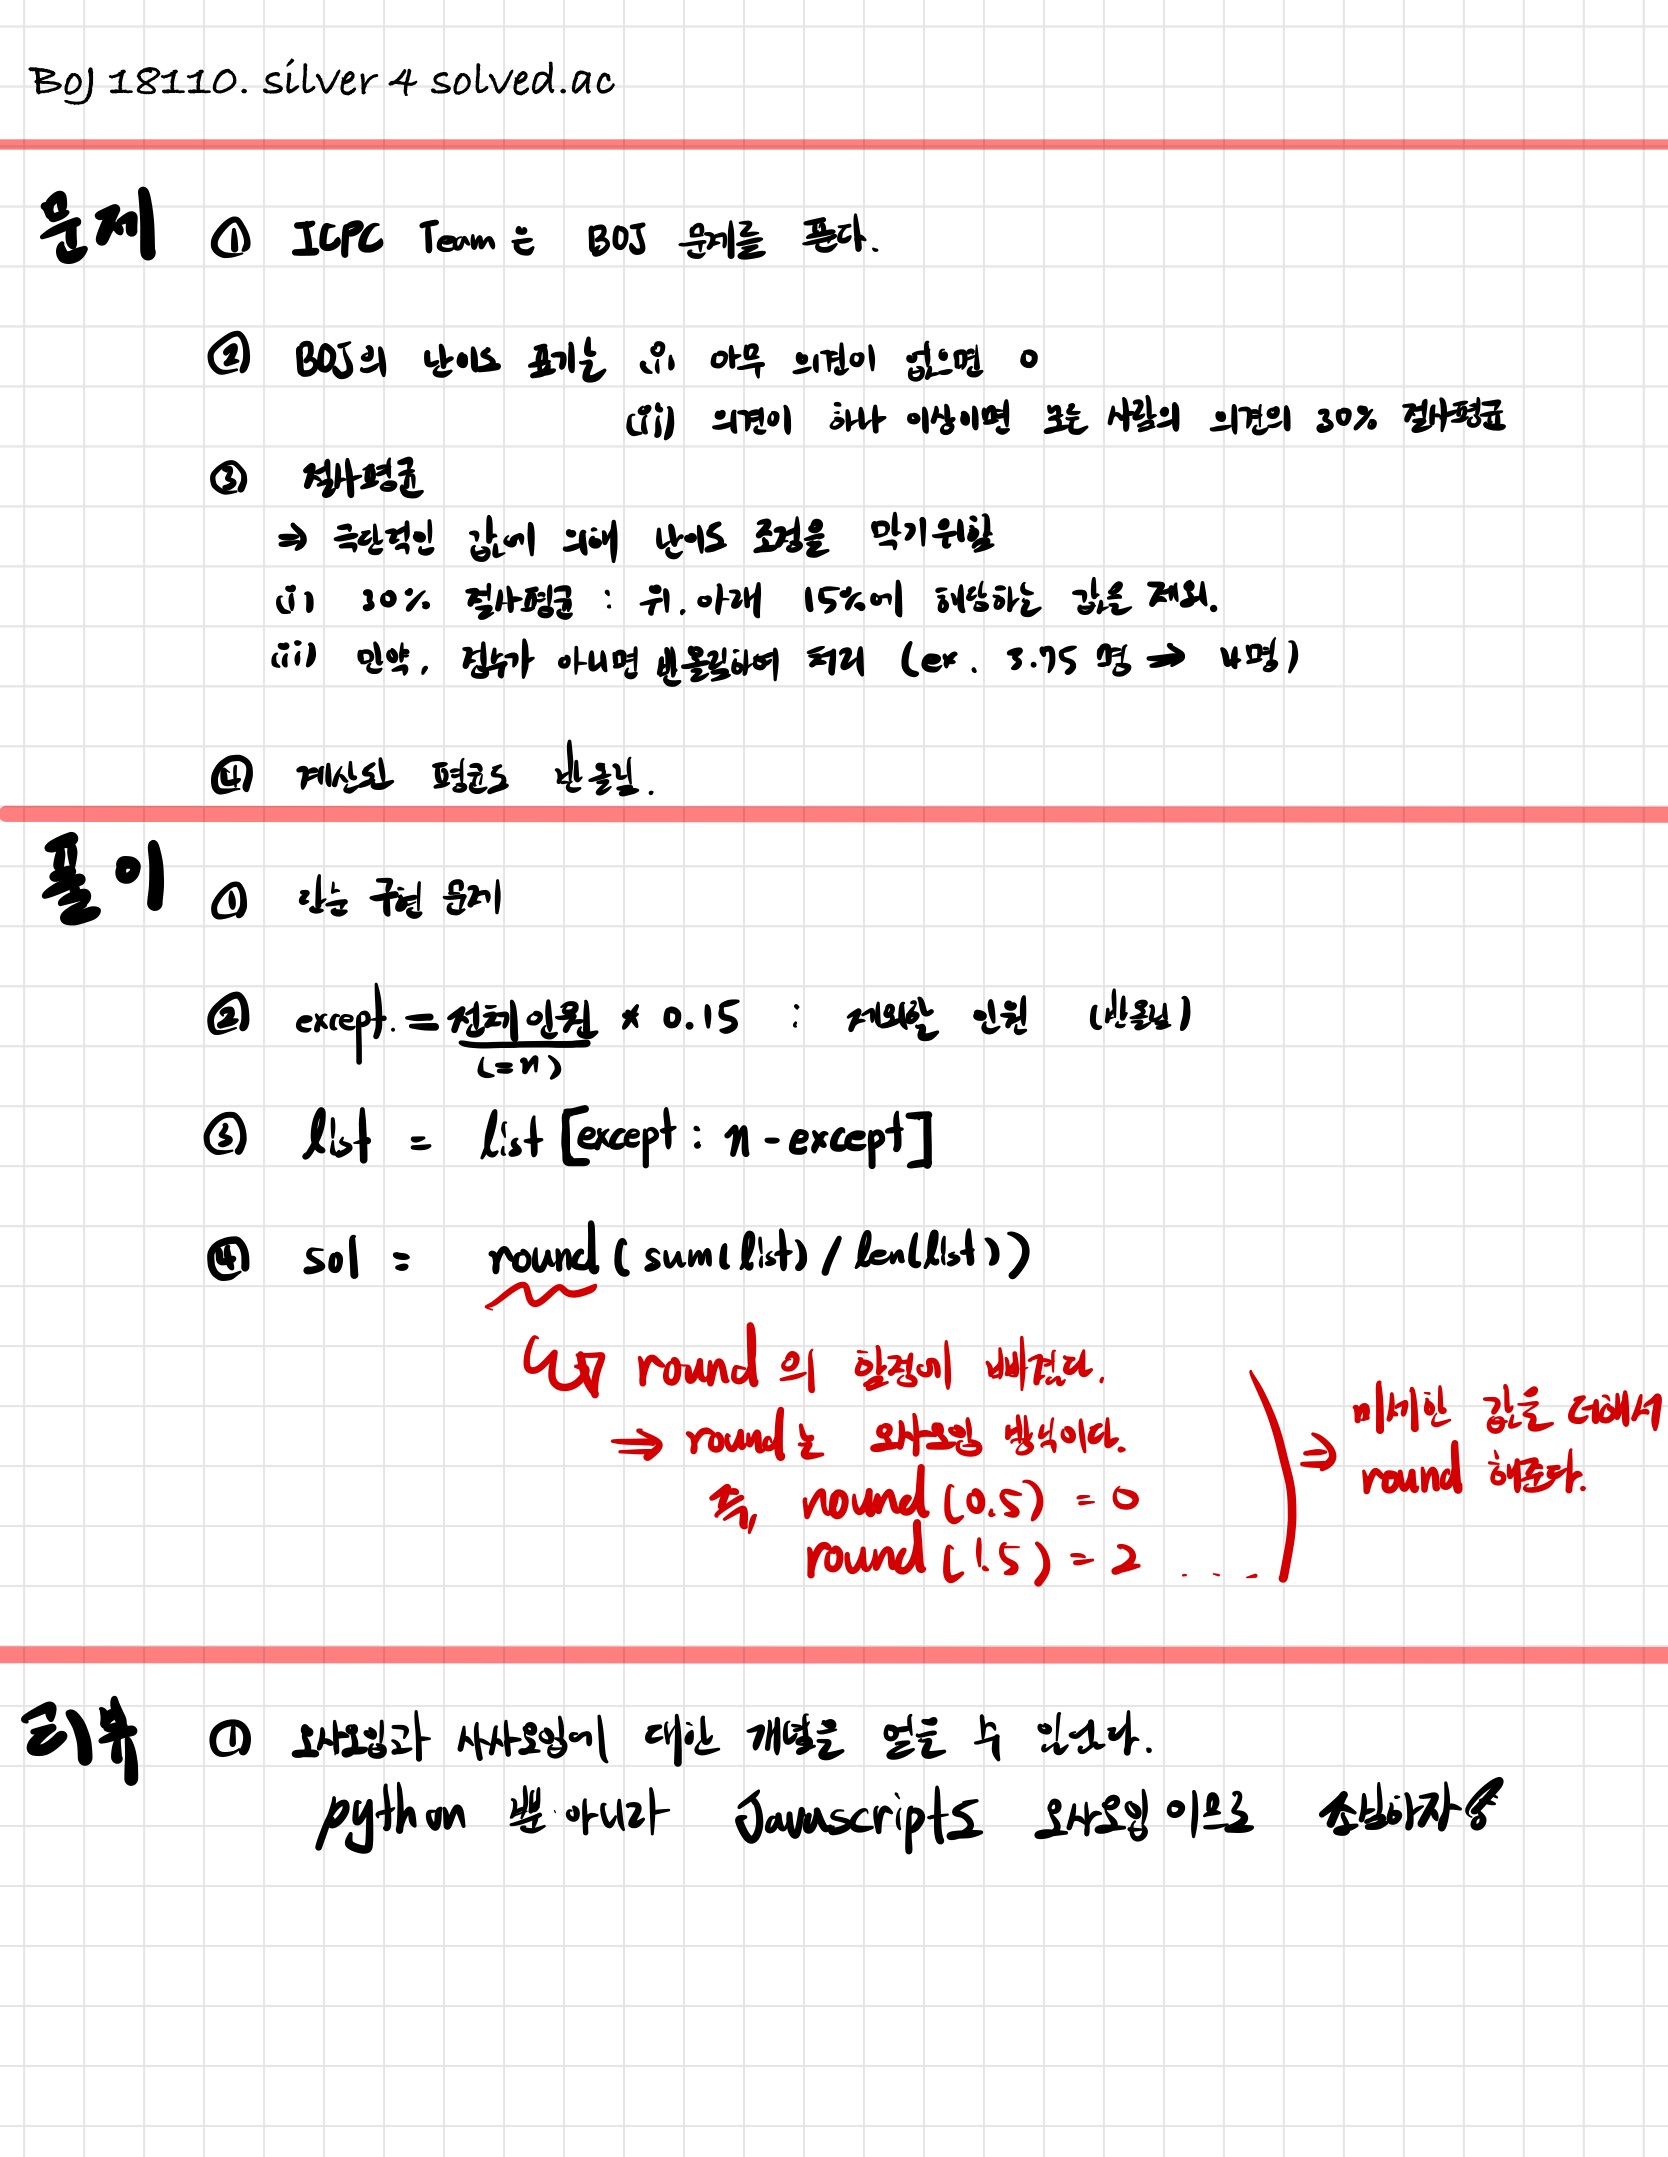 BOJ 18110. silver 4 solved.ac
문제 ① ICPC Team은 BOJ 문제를 푼다.
② BOJ의 난이도 표기는 (i) 아무 의견이 없으면 0
(ii) 의견이 하나 이상이면 모든 사람의 의견의 30% 절사평균
③ 절사평균
⇒ 극단적인 값에 의해 난이도 조정을 막기위함
(i) 30% 절사평균 : 위, 아래 15%에 해당하는 값을 제외.
(ii) 만약, 정수가 아니면 반올림하여 처리 (ex. 3.75 명 ⇒ 4명)
④ 계산된 평균도 반올림.
풀이 ① 단순 구현 문제
② except. = 전체인원 * 0.15 : 제외할 인원 (반올림)
(=n)
③ list = list [except : n - except]
④ sol = round ( sum(list) / len(list))
round 의 함정에 빠졌다.
⇒ round는 오사오입 방식이다.
즉, round (0.5) = 0
round (1.5) = 2 ....
⇒ 미세한 값을 더해서
round 해준다.
리뷰 ① 오사오입과 사사오입에 대한 개념을 얻을 수 있었다.
python 뿐 아니라 Javascript도 오사오입 이므로 조심하자